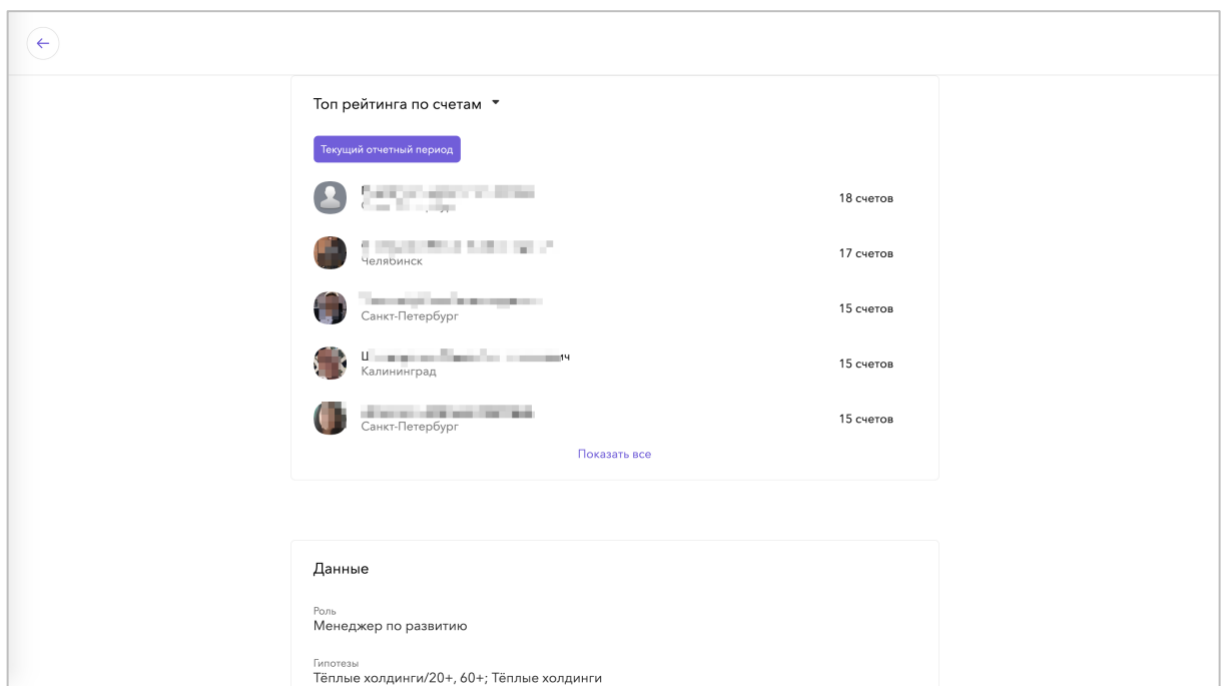 Топ рейтинга по счетам
Текущий отчетный период
18 счетов
Челябинск
17 счетов
Санкт-Петербург
15 счетов
Калининград
15 счетов
Санкт-Петербург
15 счетов
Показать все
Данные
Роль
Менеджер по развитию
Гипотезы
Тёплые холдинги/20+, 60+; Тёплые холдинги